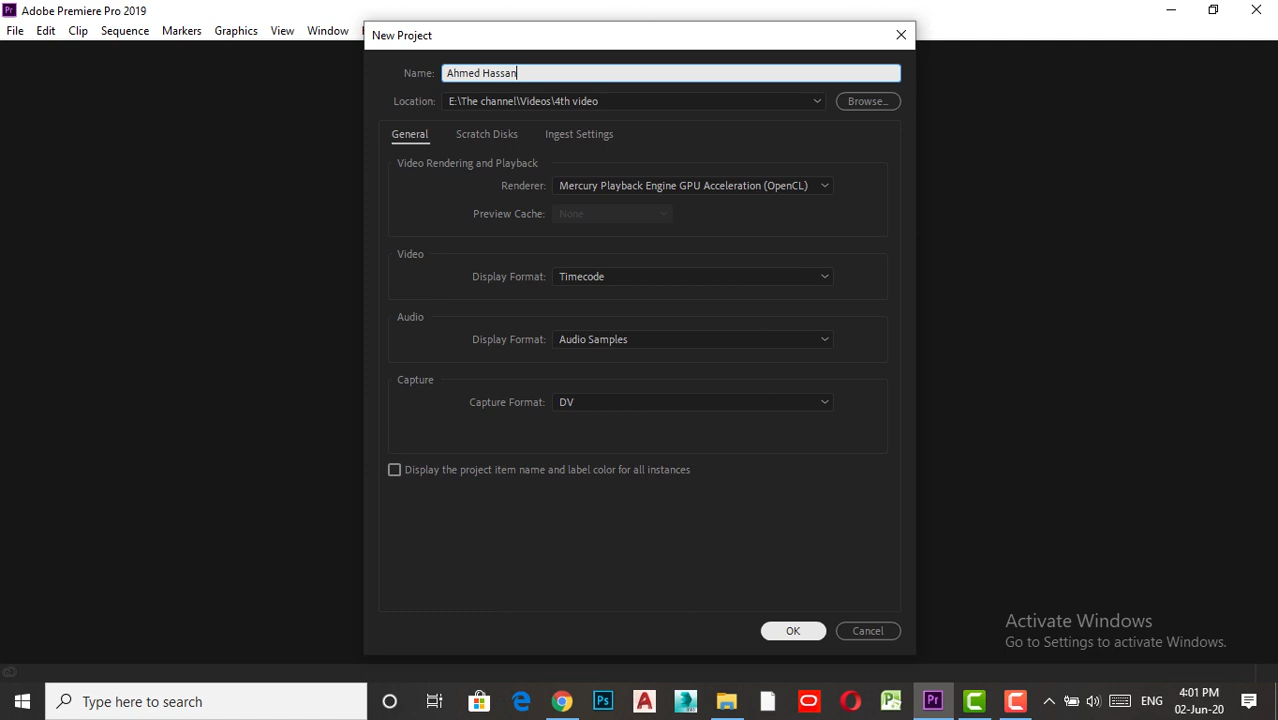 Pr Adobe Premiere Pro 2019
File Edit Clip Sequence Markers Graphics View Window
New Project
Name: Ahmed Hassan
Location: E:\The channel\Videos\4th video Browse...
General Scratch Disks Ingest Settings
Video Rendering and Playback
Renderer: Mercury Playback Engine GPU Acceleration (OpenCL)
Preview Cache: None
Video
Display Format: Timecode
Audio
Display Format: Audio Samples
Capture
Capture Format: DV
Display the project item name and label color for all instances
OK Cancel
Activate Windows
Go to Settings to activate Windows.
Type here to search
Ps
Pr
ENG
4:01 PM
02-Jun-20